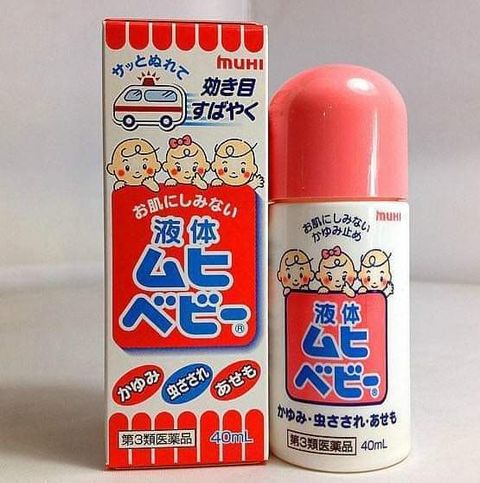 muHI
サッとぬれて
効き目
すばやく
お肌にしみない
液体
ムヒ
ベビー®
かゆみ
虫さされ
あせも
第3類医薬品
40mL
muHI
お肌にしみない
かゆみ止め
液体
ムヒ
ベビー®
かゆみ・虫さされ・あせも
第3類医薬品
40mL